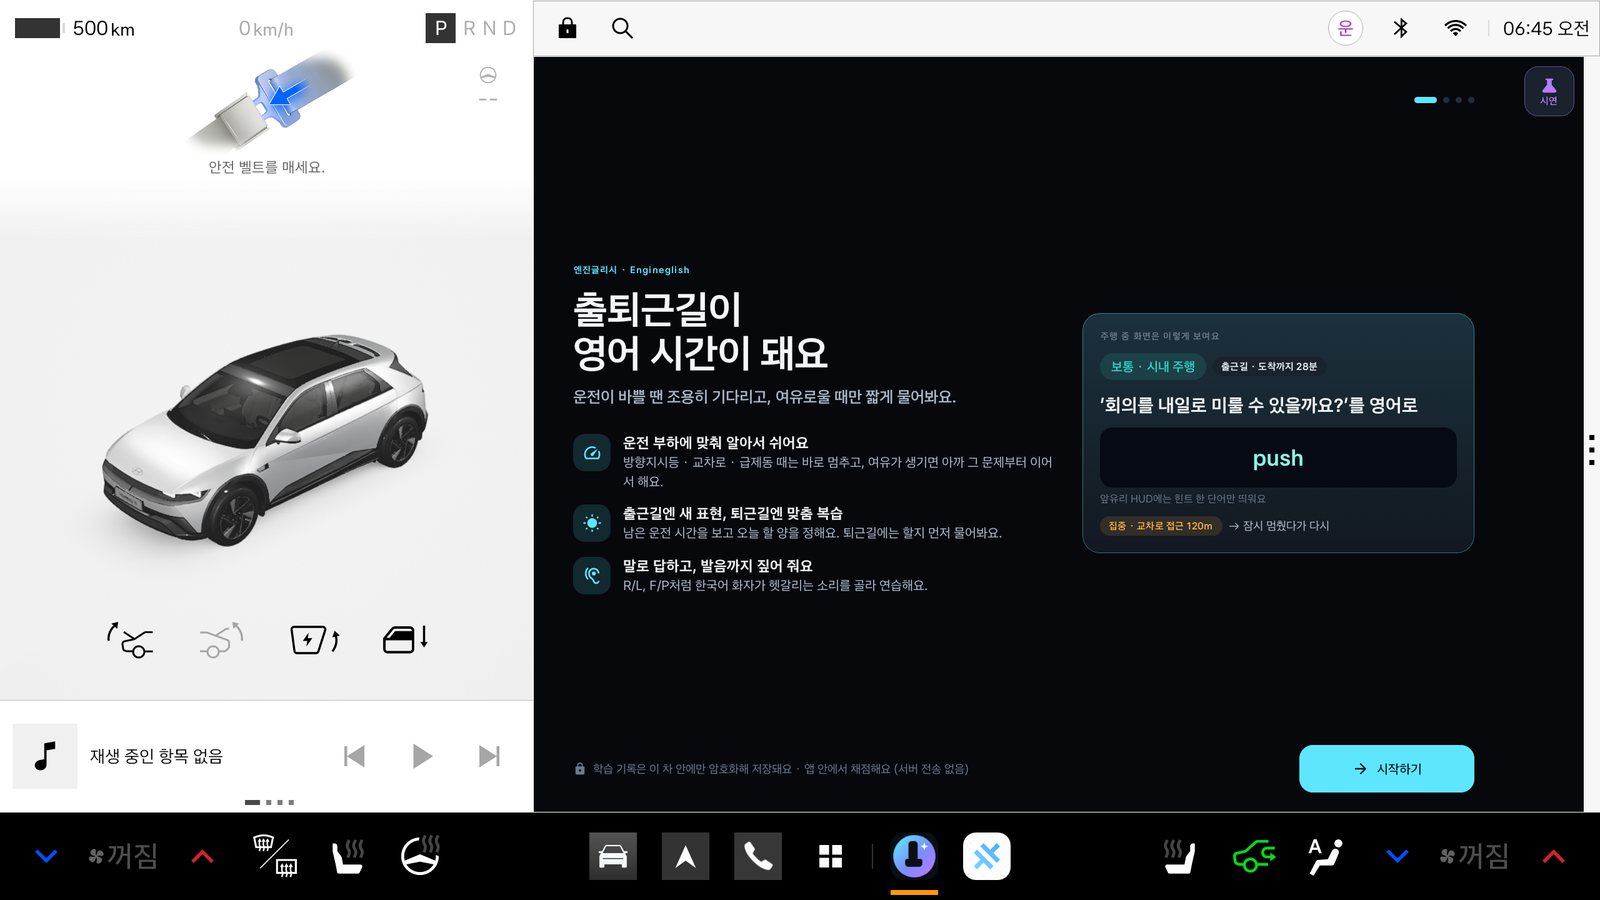 500 km
0 km/h
P R N D
운
06:45 오전
안전 벨트를 매세요.
--
시연
엔진글리시 · Engineglish
출퇴근길이
영어 시간이 돼요
운전이 바쁠 땐 조용히 기다리고, 여유로울 때만 짧게 물어봐요.
운전 부하에 맞춰 알아서 쉬어요
방향지시등 · 교차로 · 급제동 때는 바로 멈추고, 여유가 생기면 아까 그 문제부터 이어
서 해요.
출근길엔 새 표현, 퇴근길엔 맞춤 복습
남은 운전 시간을 보고 오늘 할 양을 정해요. 퇴근길에는 할지 먼저 물어봐요.
말로 답하고, 발음까지 짚어 줘요
R/L, F/P처럼 한국어 화자가 헷갈리는 소리를 골라 연습해요.
주행 중 화면은 이렇게 보여요
보통 · 시내 주행
출근길 · 도착까지 28분
'회의를 내일로 미룰 수 있을까요?'를 영어로
push
앞유리 HUD에는 힌트 한 단어만 띄워요
집중 · 교차로 접근 120m
→ 잠시 멈췄다가 다시
학습 기록은 이 차 안에만 암호화해 저장돼요 · 앱 안에서 채점해요 (서버 전송 없음)
→ 시작하기
재생 중인 항목 없음
꺼짐
A
꺼짐